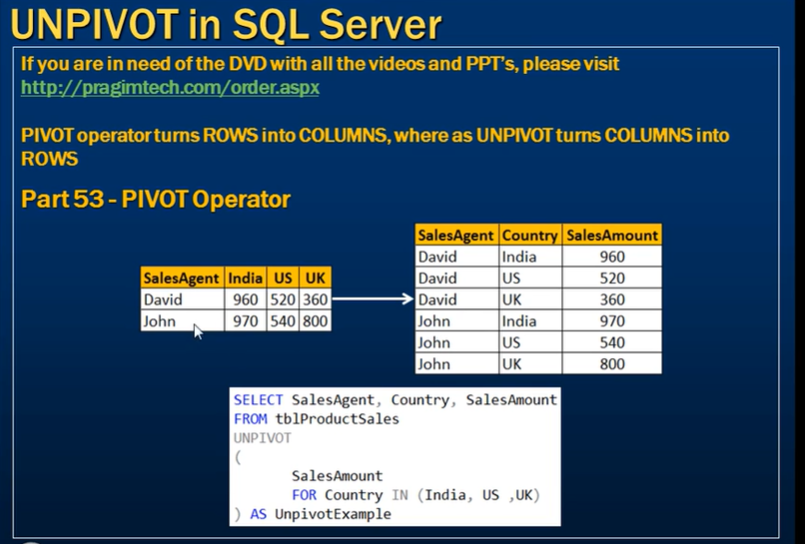 UNPIVOT in SQL Server
If you are in need of the DVD with all the videos and PPT's, please visit
http://pragimtech.com/order.aspx
PIVOT operator turns ROWS into COLUMNS, where as UNPIVOT turns COLUMNS into
ROWS
Part 53 - PIVOT Operator
SalesAgent India US UK
David 960 520 360
John 970 540 800
SalesAgent Country SalesAmount
David India 960
David US 520
David UK 360
John India 970
John US 540
John UK 800
SELECT SalesAgent, Country, SalesAmount
FROM tblProductSales
UNPIVOT
(
SalesAmount
FOR Country IN (India, US ,UK)
) AS UnpivotExample